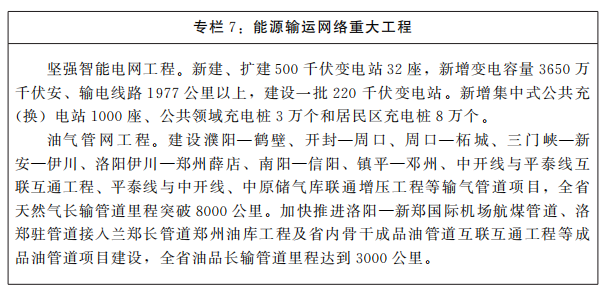 专栏 7：能源输运网络重大工程
坚强智能电网工程。新建、扩建 500 千伏变电站 32 座，新增变电容量 3650 万
千伏安、输电线路 1977 公里以上，建设一批 220 千伏变电站。新增集中式公共充
(换）电站 1000 座、公共领域充电桩 3 万个和居民区充电桩 8 万个。
油气管网工程。建设濮阳—鹤壁、开封—周口、周口—柘城、三门峡—新
安—伊川、洛阳伊川—郑州薛店、南阳—信阳、镇平—邓州、中开线与平泰线互
联互通工程、平泰线与中开线、中原储气库联通增压工程等输气管道项目，全省
天然气长输管道里程突破 8000 公里。加快推进洛阳—新郑国际机场航煤管道、洛
郑驻管道接入兰郑长管道郑州油库工程及省内骨干成品油管道互联互通工程等成
品油管道项目建设，全省油品长输管道里程达到 3000 公里。